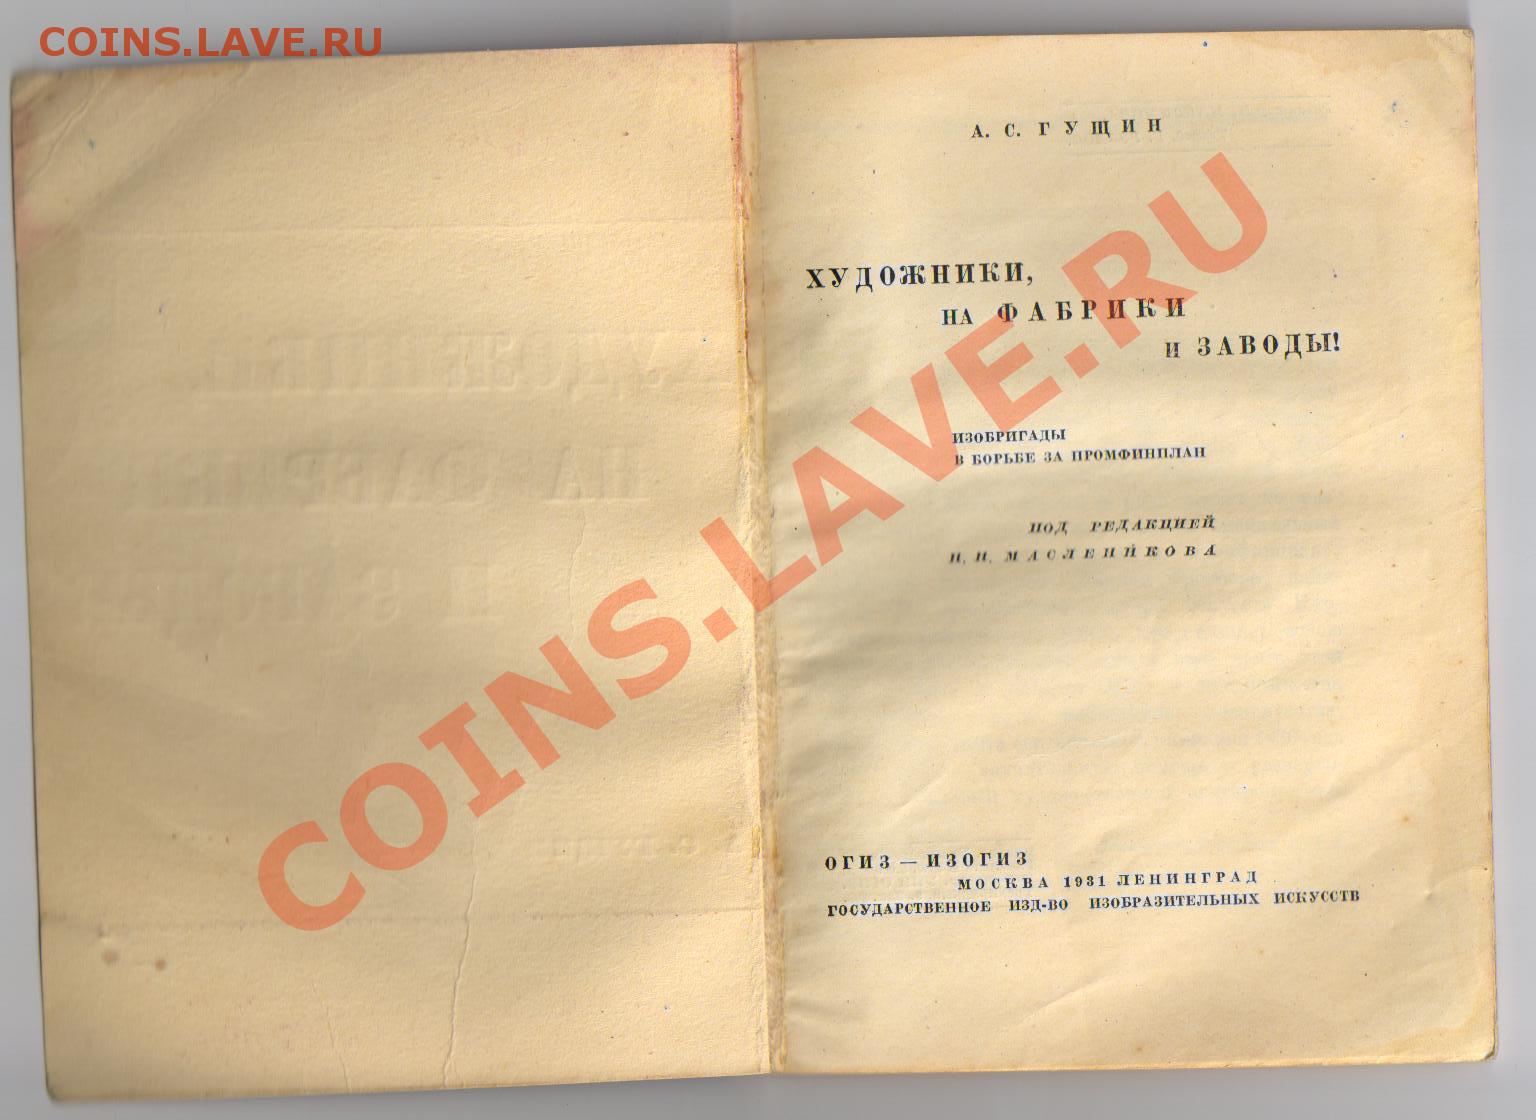 COINS.LAVE.RU
А. С. ГУЩИН
ХУДОЖНИКИ,
НА ФАБРИКИ
И ЗАВОДЫ!
ИЗОБРИГАДЫ
В БОРЬБЕ ЗА ПРОМФИНПЛАН
ПОД РЕДАКЦИЕЙ
Н. Н. МАСЛЕНИКОВА
ОГИЗ — ИЗОГИЗ
МОСКВА 1931 ЛЕНИНГРАД
ГОСУДАРСТВЕННОЕ ИЗД-ВО ИЗОБРАЗИТЕЛЬНЫХ ИСКУССТВ
COINS.LAVE.RU